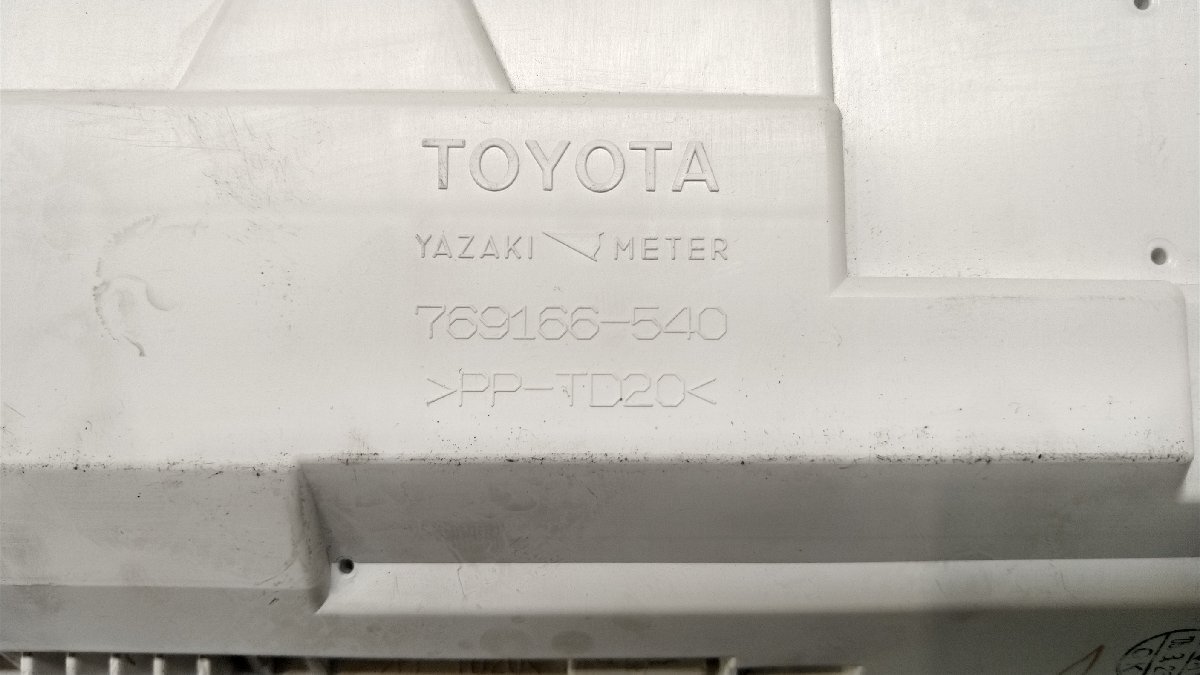 TOYOTA
YAZAKI METER
769166-540
>PP-TD20<